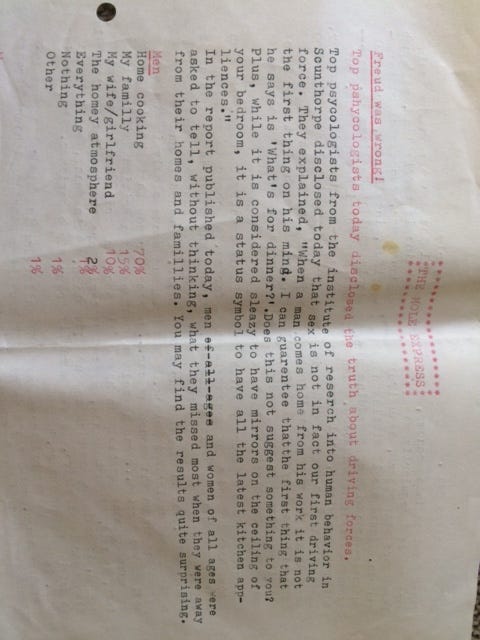 "THE MOLE EXPRESS"
Freud was wrong!
Top pshycologists today disclosed the truth about driving forces.
Top psycologists from the institute of reserch into human behavior in
Scunthorpe disclosed today that sex is not in fact our first driving
force. They explained, "When a man comes home from his work it is not
the first thing on his mind. I can guarentee thatthe first thing that
he says is 'What's for dinner?'.Does this not suggest something to you?
Plus, while it is considered sleazy to have mirrors on the ceiling of
your bedroom, it is a status symbol to have all the latest kitchen app-
liences."
In the report published today, men of all ages and women of all ages were
asked to tell, without thinking, what they missed most when they were away
from their homes and famillies. You may find the results quite surprising.
Men
Home cooking 70%
My familly 15%
My wife/girlfriend 10%
The homey atmosphere 2%
Everything 1%
Nothing 1%
Other 1%